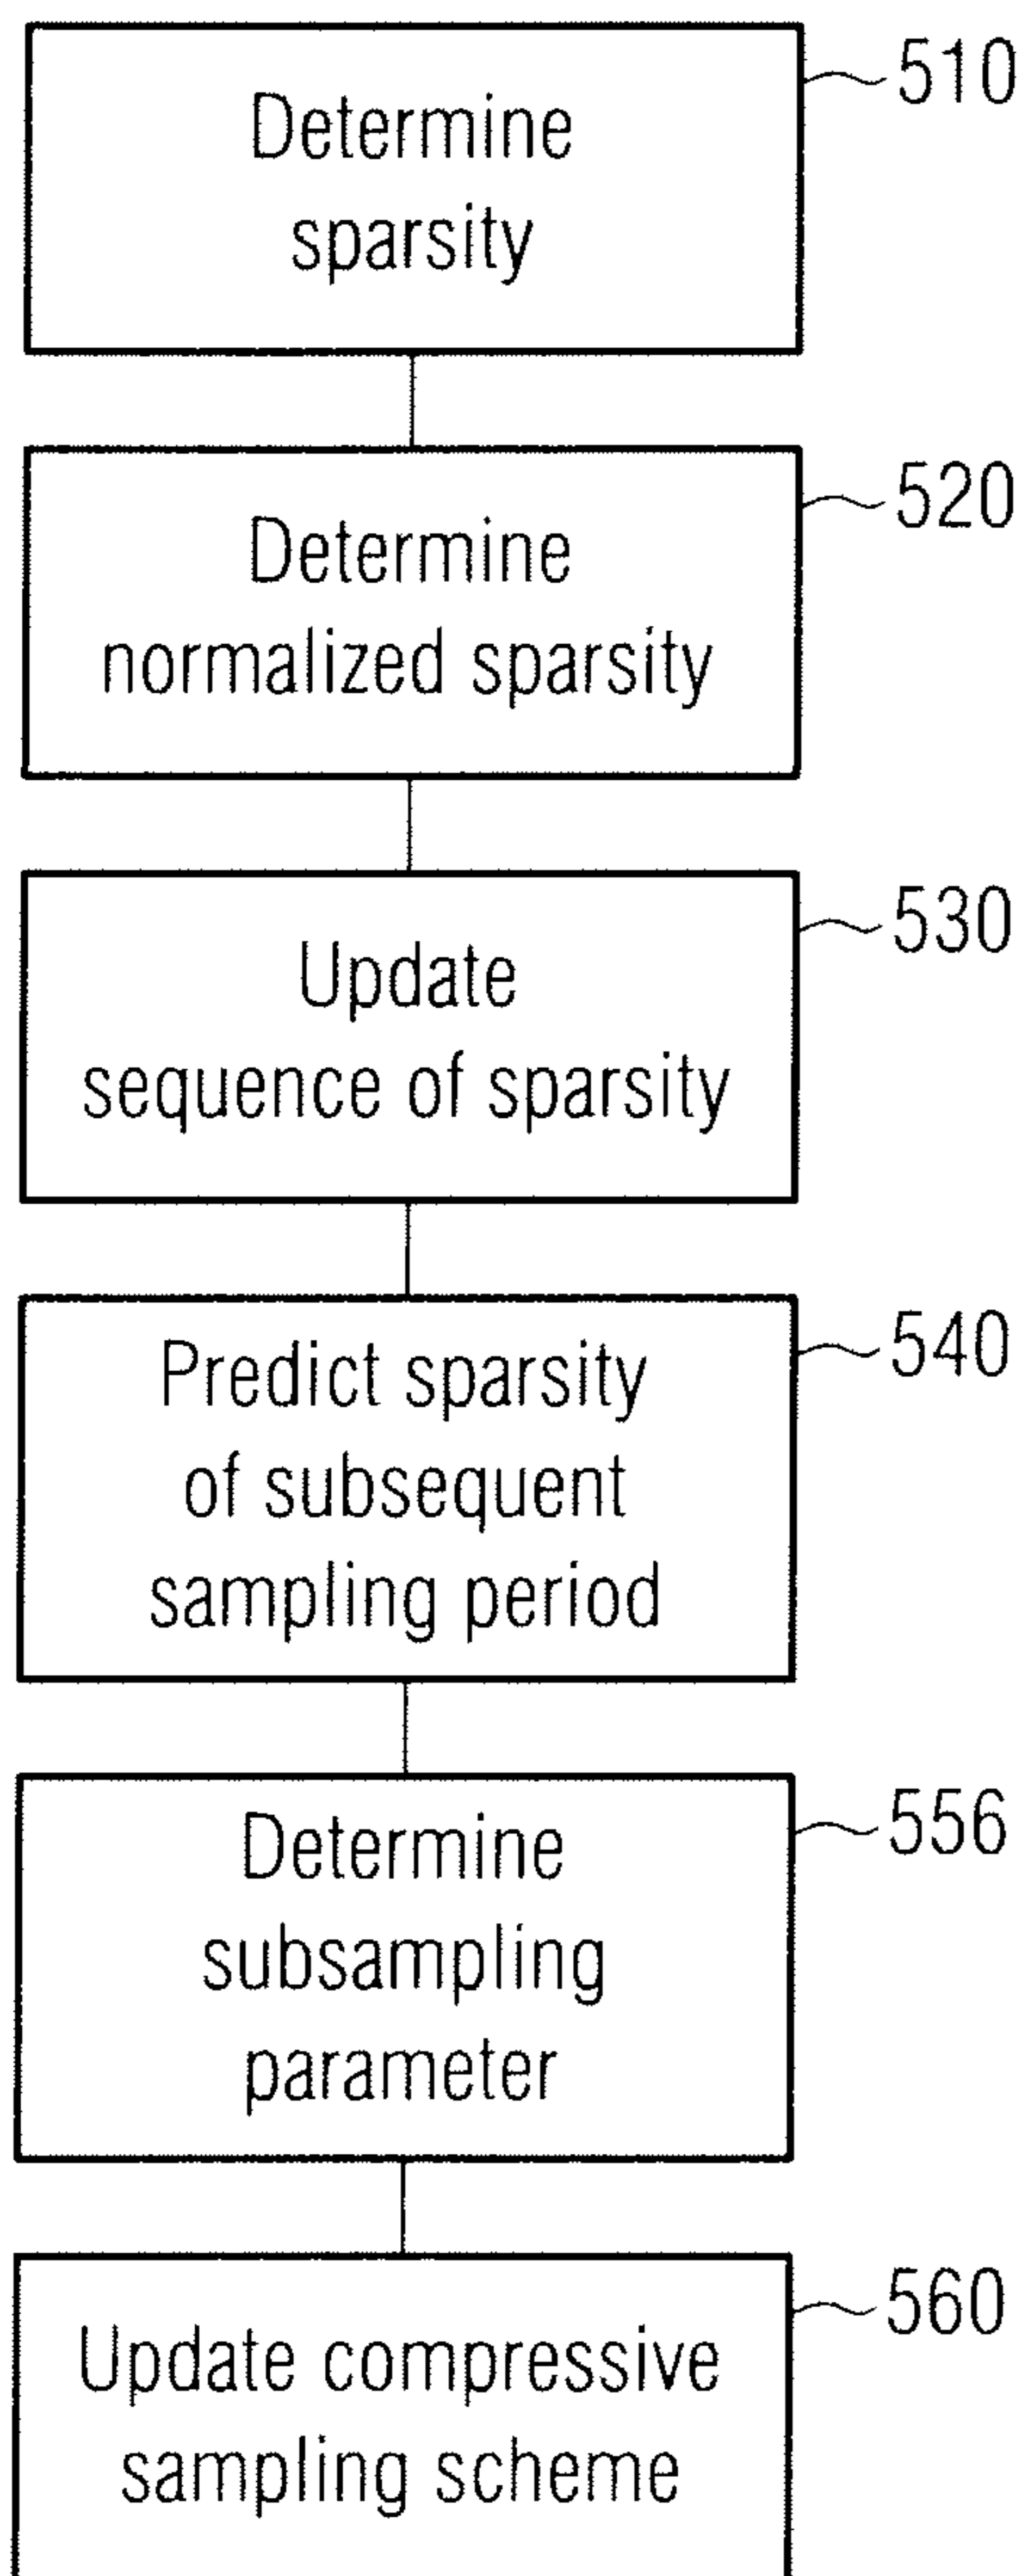 Determine
sparsity
510
Determine
normalized sparsity
520
Update
sequence of sparsity
530
Predict sparsity
of subsequent
sampling period
540
Determine
subsampling
parameter
556
Update compressive
sampling scheme
560